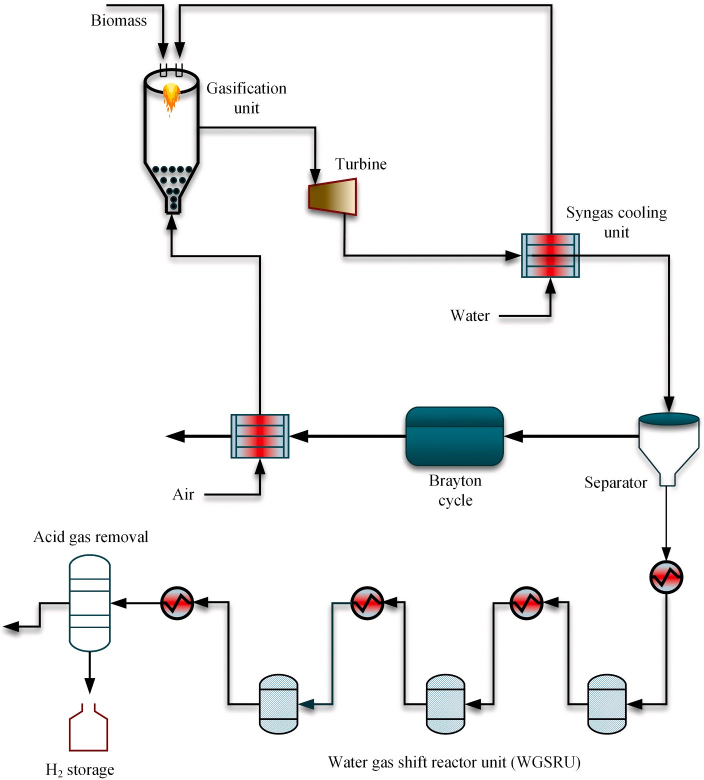 Biomass
Gasification
unit
Turbine
Syngas cooling
unit
Water
Air
Brayton
cycle
Separator
Acid gas removal
H₂ storage
Water gas shift reactor unit (WGSRU)